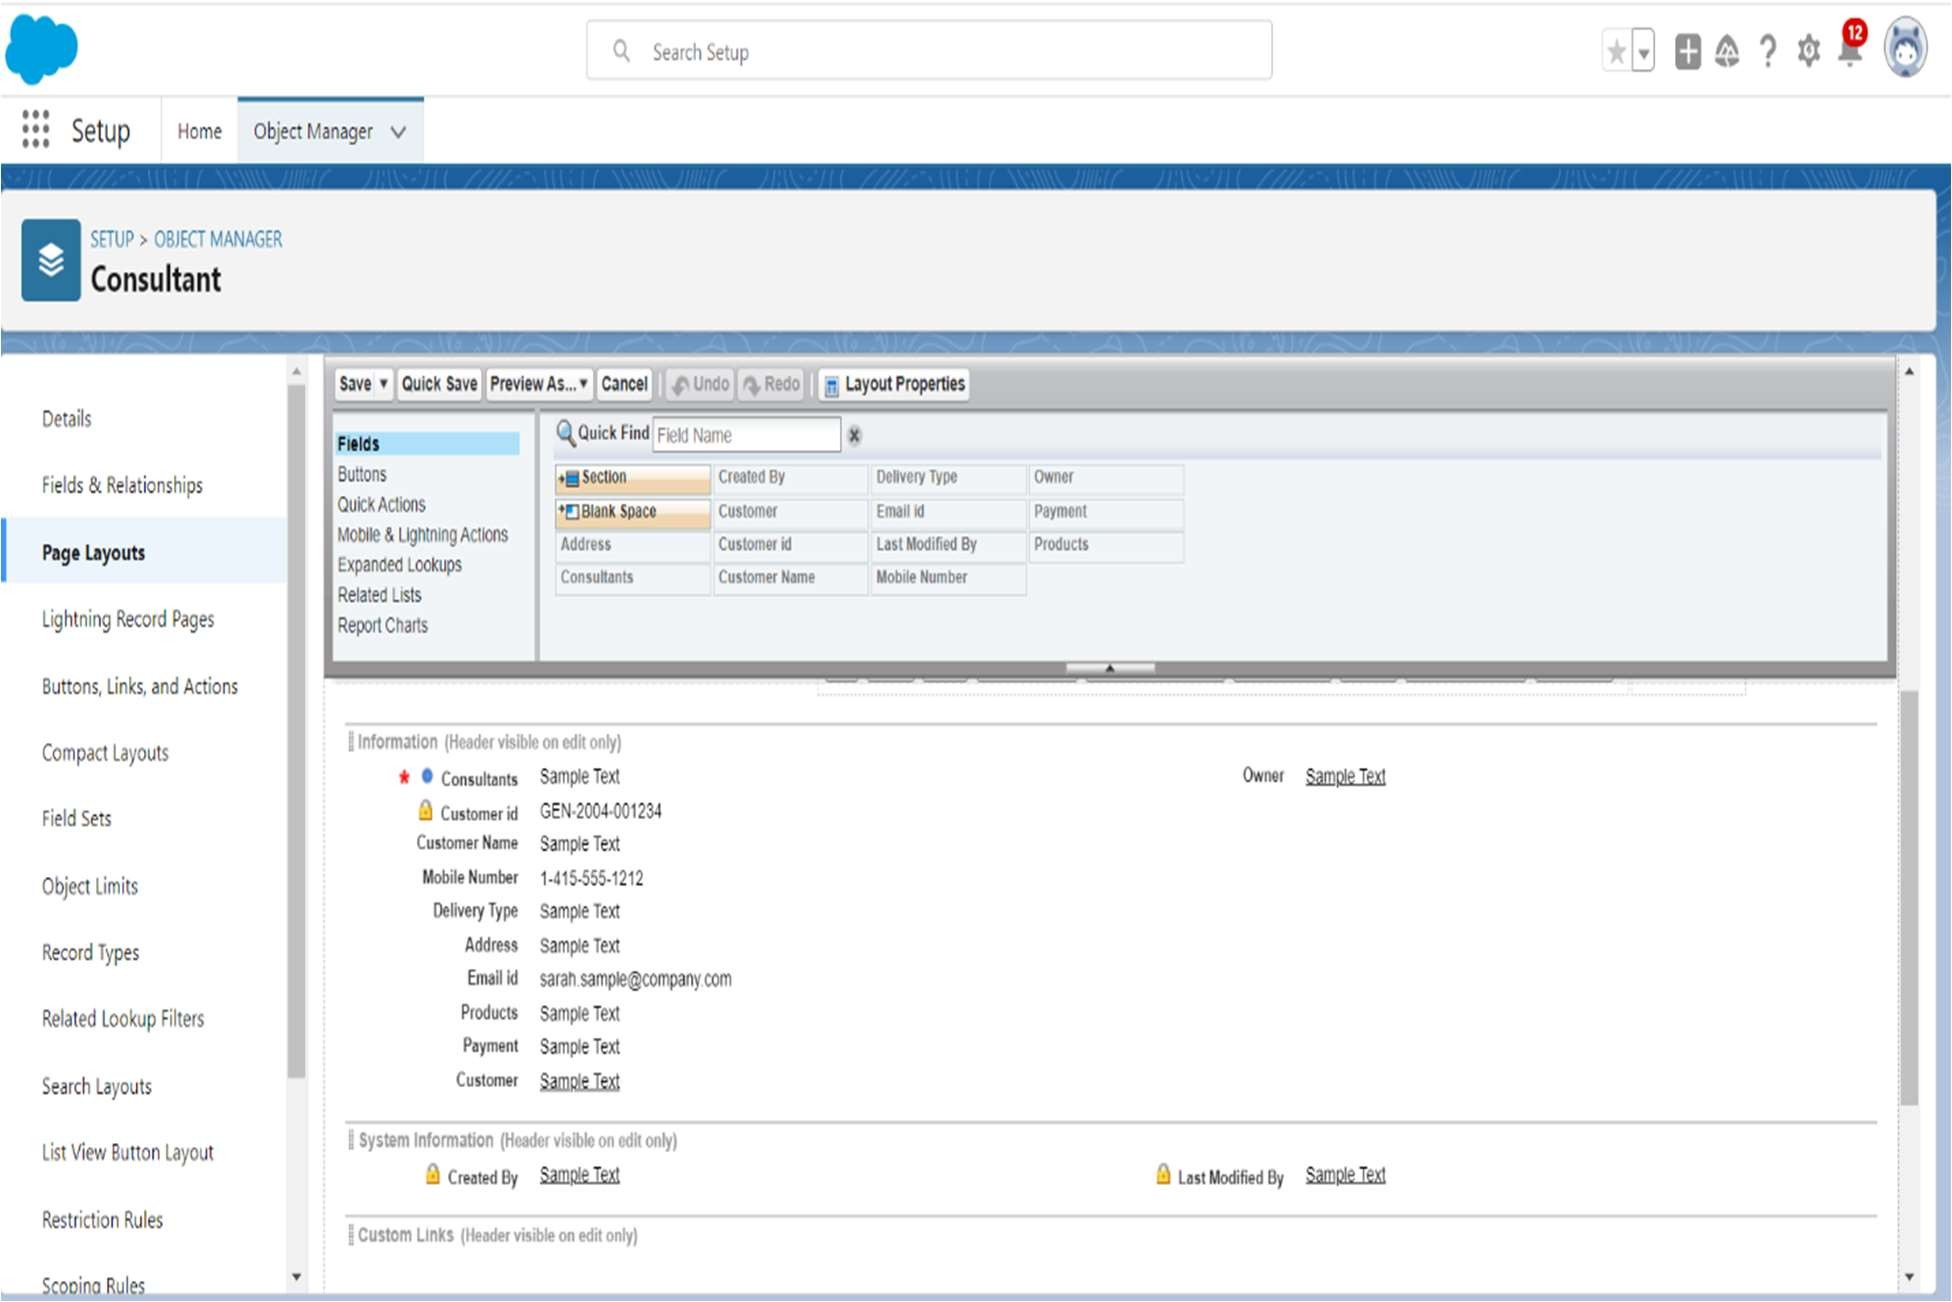 Search Setup
12
Setup
Home
Object Manager
SETUP > OBJECT MANAGER
Consultant
Details
Fields & Relationships
Page Layouts
Lightning Record Pages
Buttons, Links, and Actions
Compact Layouts
Field Sets
Object Limits
Record Types
Related Lookup Filters
Search Layouts
List View Button Layout
Restriction Rules
Scoping Rules
Save Quick Save Preview As... Cancel Undo Redo Layout Properties
Fields
Buttons
Quick Actions
Mobile & Lightning Actions
Expanded Lookups
Related Lists
Report Charts
Quick Find Field Name
Section Created By Delivery Type Owner
Blank Space Customer Email id Payment
Address Customer id Last Modified By Products
Consultants Customer Name Mobile Number
Information (Header visible on edit only)
* Consultants Sample Text Owner Sample Text
Customer id GEN-2004-001234
Customer Name Sample Text
Mobile Number 1-415-555-1212
Delivery Type Sample Text
Address Sample Text
Email id sarah.sample@company.com
Products Sample Text
Payment Sample Text
Customer Sample Text
System Information (Header visible on edit only)
Created By Sample Text Last Modified By Sample Text
Custom Links (Header visible on edit only)